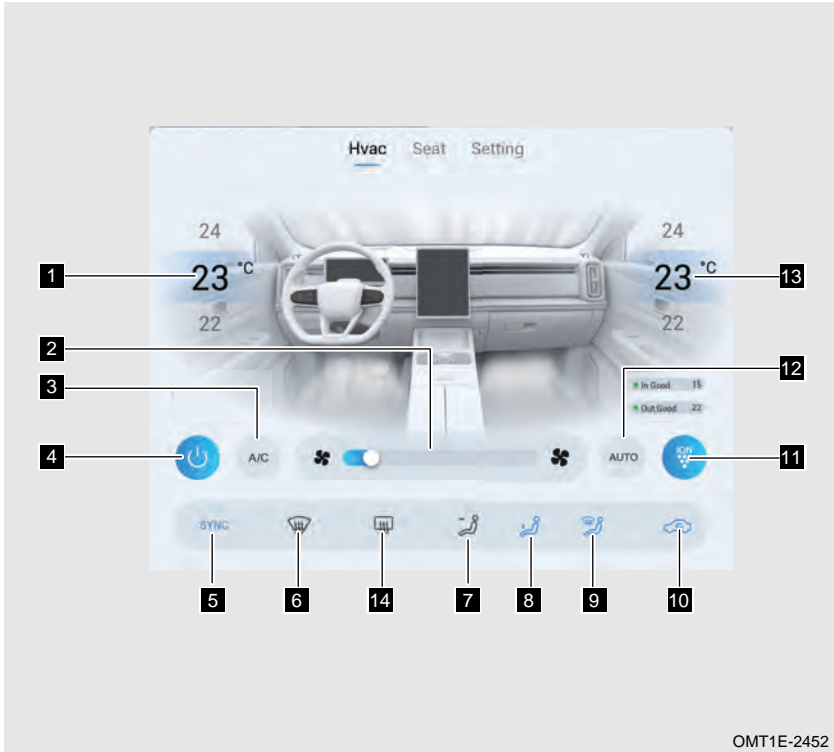 Hvac Seat Setting
24 24
1 23 °C 23 °C 13
22 22
2
12
3 In Good 15
Out Good 22
4 A/C AUTO ION 11
SYNC
5 6 14 7 8 9 10
OMT1E-2452